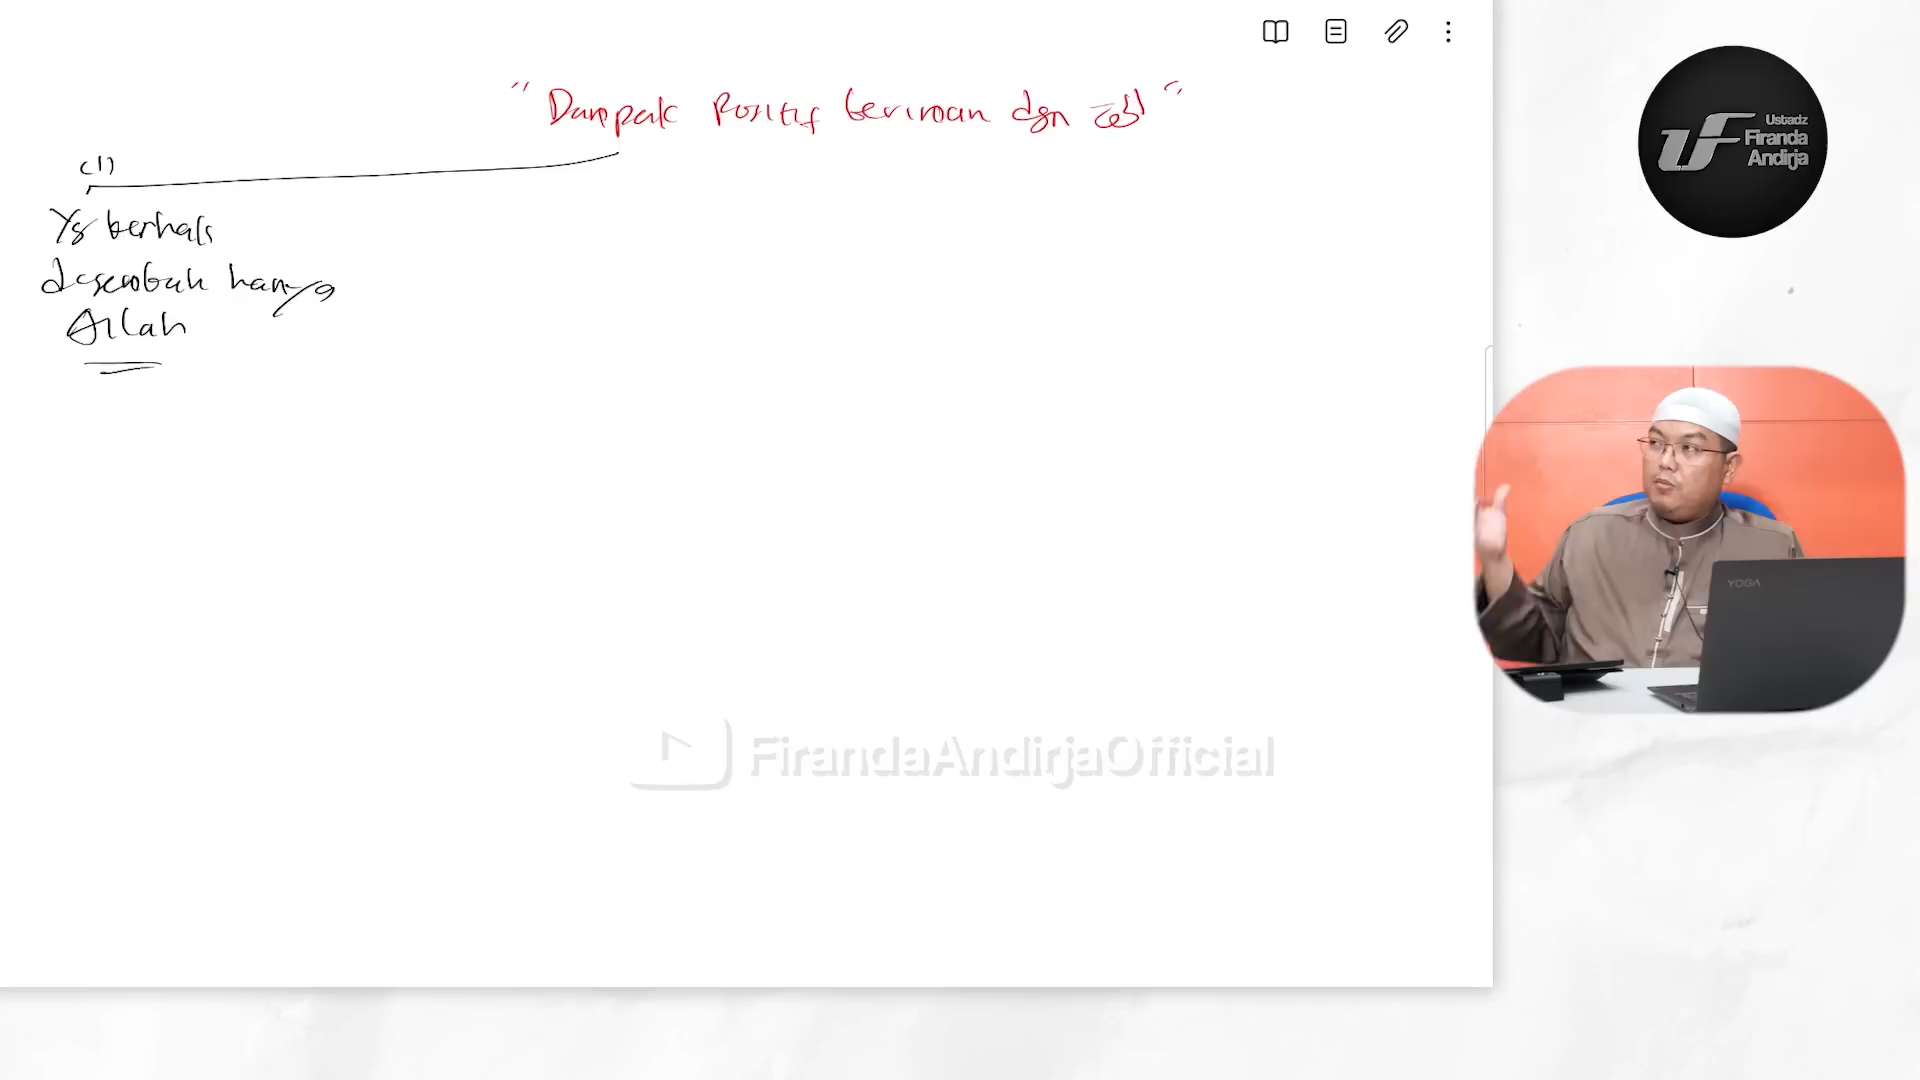 "Dampak Positif beriman dgn"
(1)
Yg berhak
disembah hanya
Allah
Ustadz
Firanda
Andirja
YOGA
FirandaAndirjaOfficial